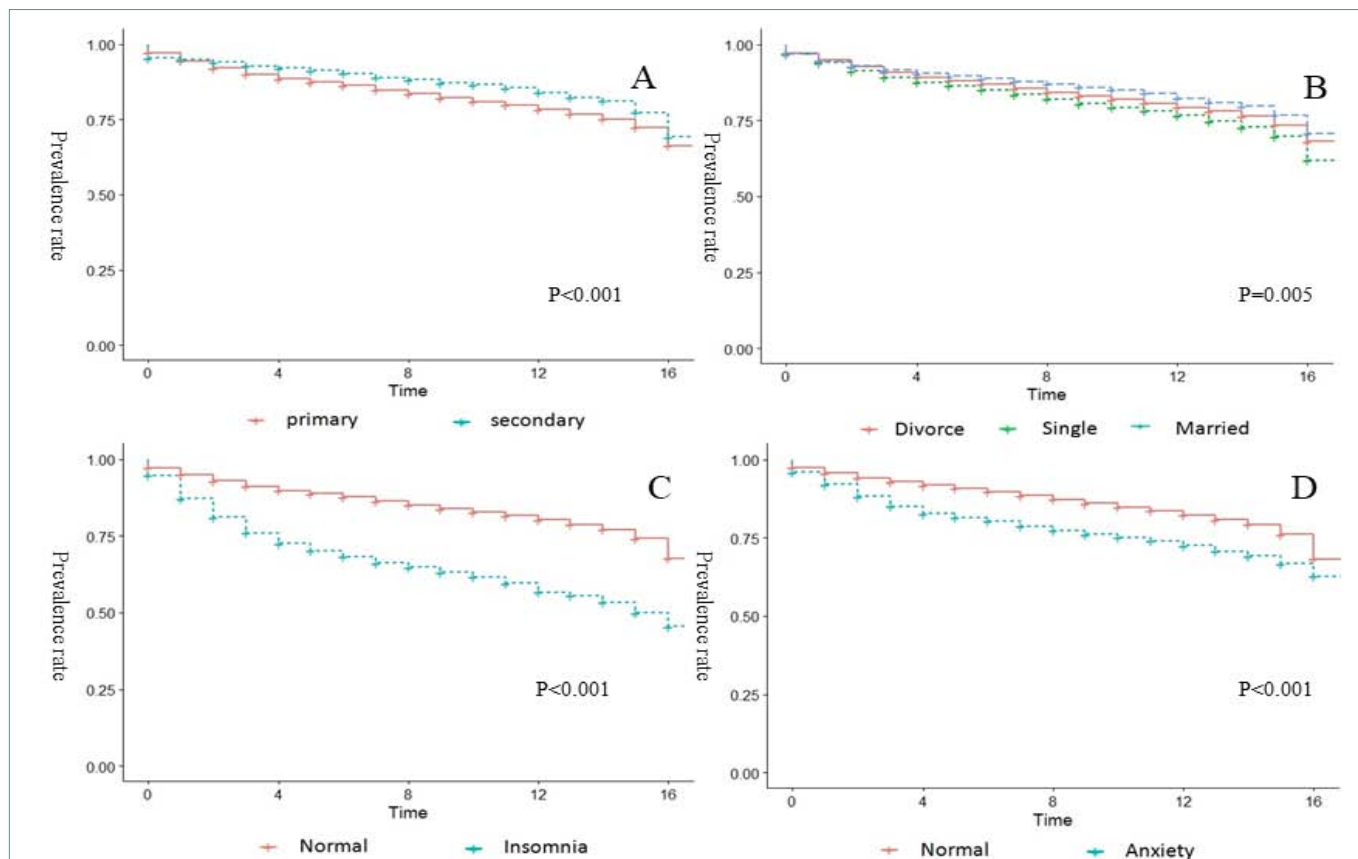 1.00
0.75
0.50
0.25
0.00
Prevalence rate
A
P<0.001
0 4 8 12 16
Time
primary secondary
1.00
0.75
0.50
0.25
0.00
Prevalence rate
B
P=0.005
0 4 8 12 16
Time
Divorce Single Married
1.00
0.75
0.50
0.25
0.00
Prevalence rate
C
P<0.001
0 4 8 12 16
Time
Normal Insomnia
1.00
0.75
0.50
0.25
0.00
Prevalence rate
D
P<0.001
0 4 8 12 16
Time
Normal Anxiety